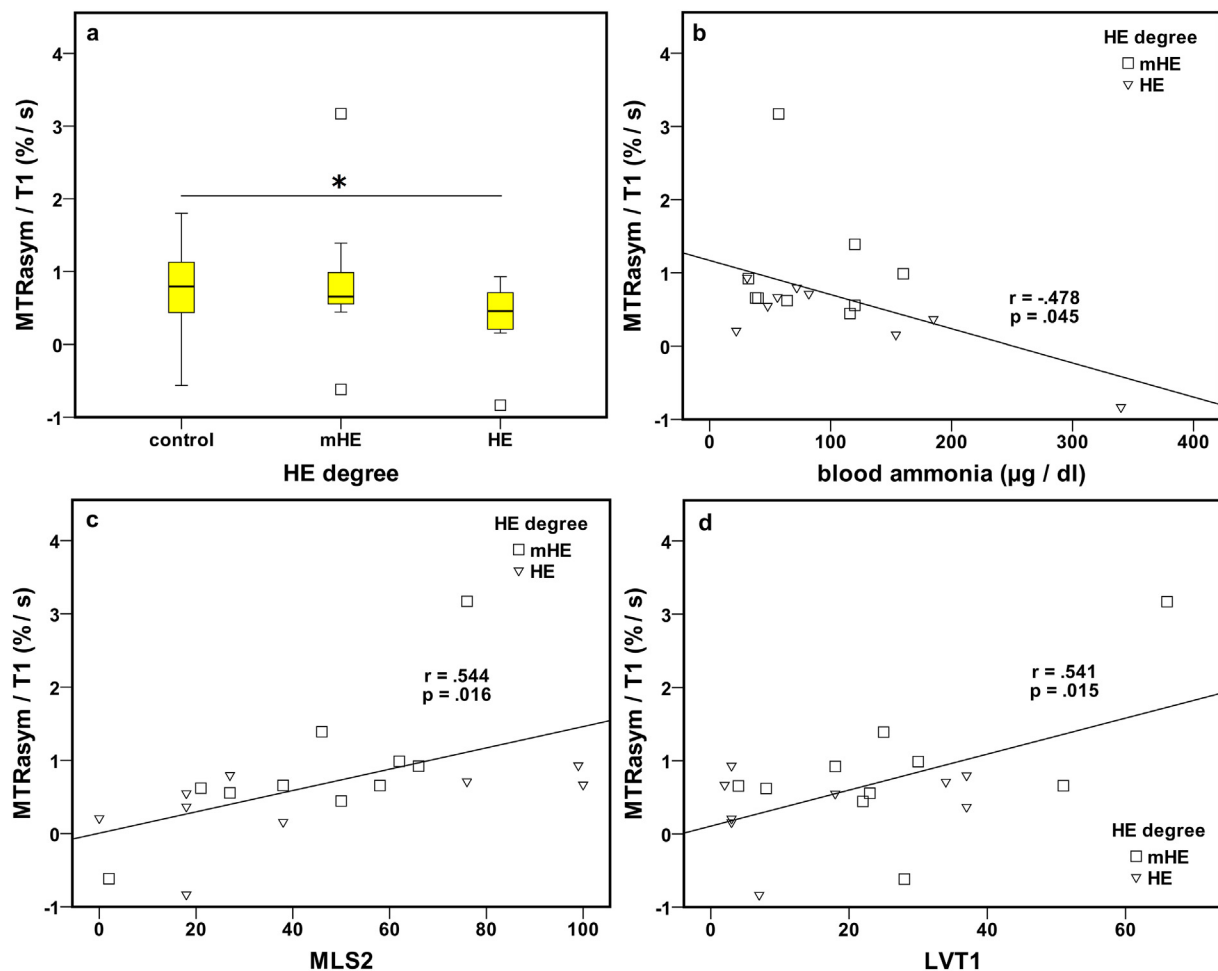 a
MTRasym / T1 (% / s)
4
3
2
1
0
-1
*
control mHE HE
HE degree
b
MTRasym / T1 (% / s)
4
3
2
1
0
-1
HE degree
mHE
HE
r = -.478
p = .045
0 100 200 300 400
blood ammonia (µg / dl)
c
MTRasym / T1 (% / s)
4
3
2
1
0
-1
HE degree
mHE
HE
r = .544
p = .016
0 20 40 60 80 100
MLS2
d
MTRasym / T1 (% / s)
4
3
2
1
0
-1
r = .541
p = .015
HE degree
mHE
HE
0 20 40 60
LVT1